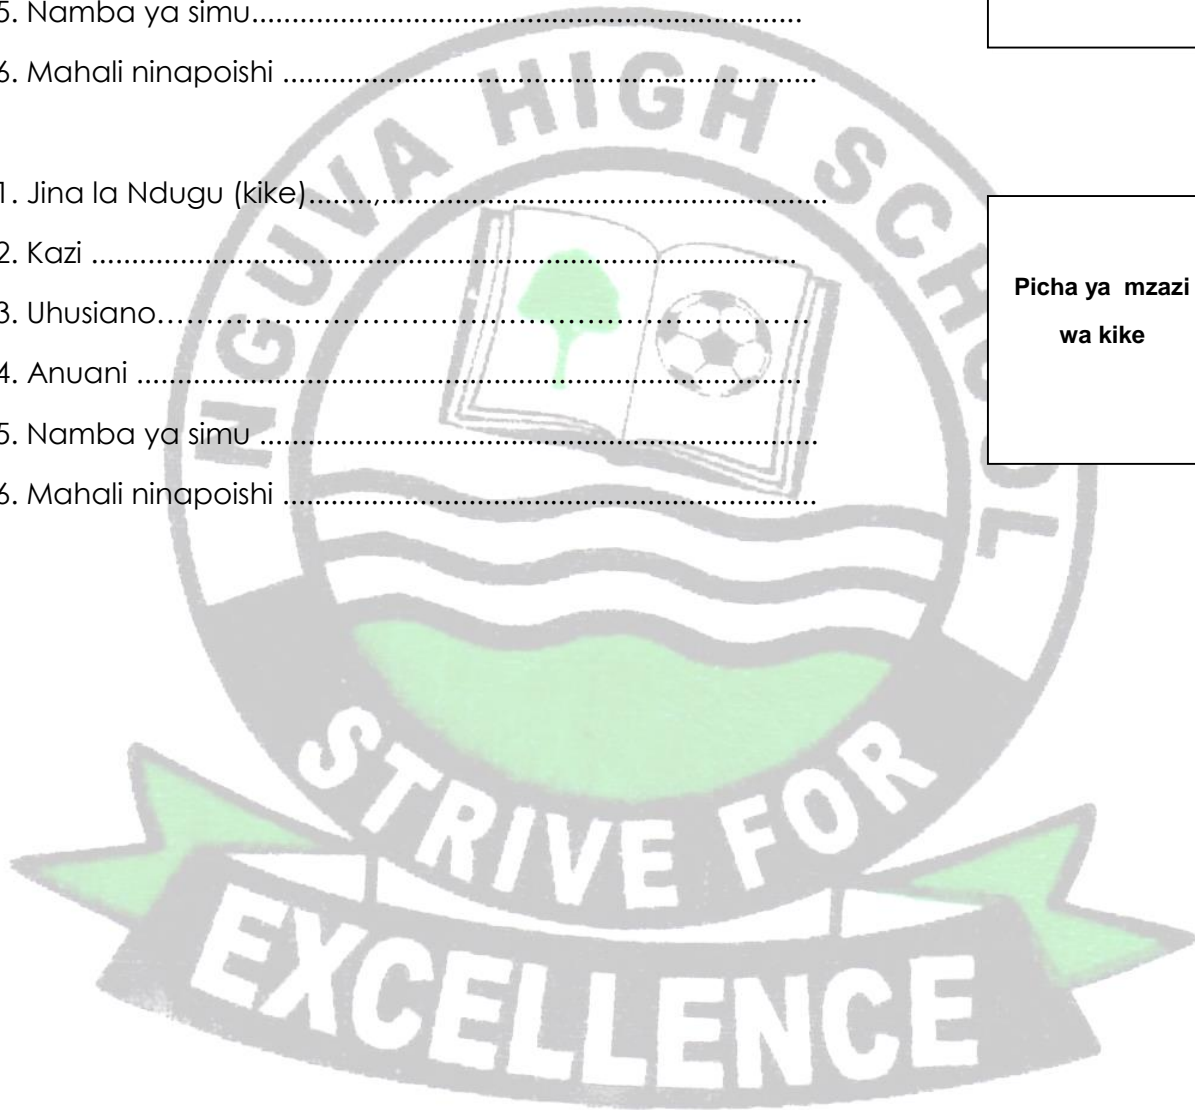 5. Namba ya simu....................................................................
6. Mahali ninapoishi ..................................................................
1. Jina la Ndugu (kike)........,.......................................................
2. Kazi .......................................................................................
3. Uhusiano................................................................................
4. Anuani ..................................................................................
5. Namba ya simu .....................................................................
6. Mahali ninapoishi ..................................................................
Picha ya mzazi
wa kike
NGUVA HIGH SCHOOL
STRIVE FOR
EXCELLENCE